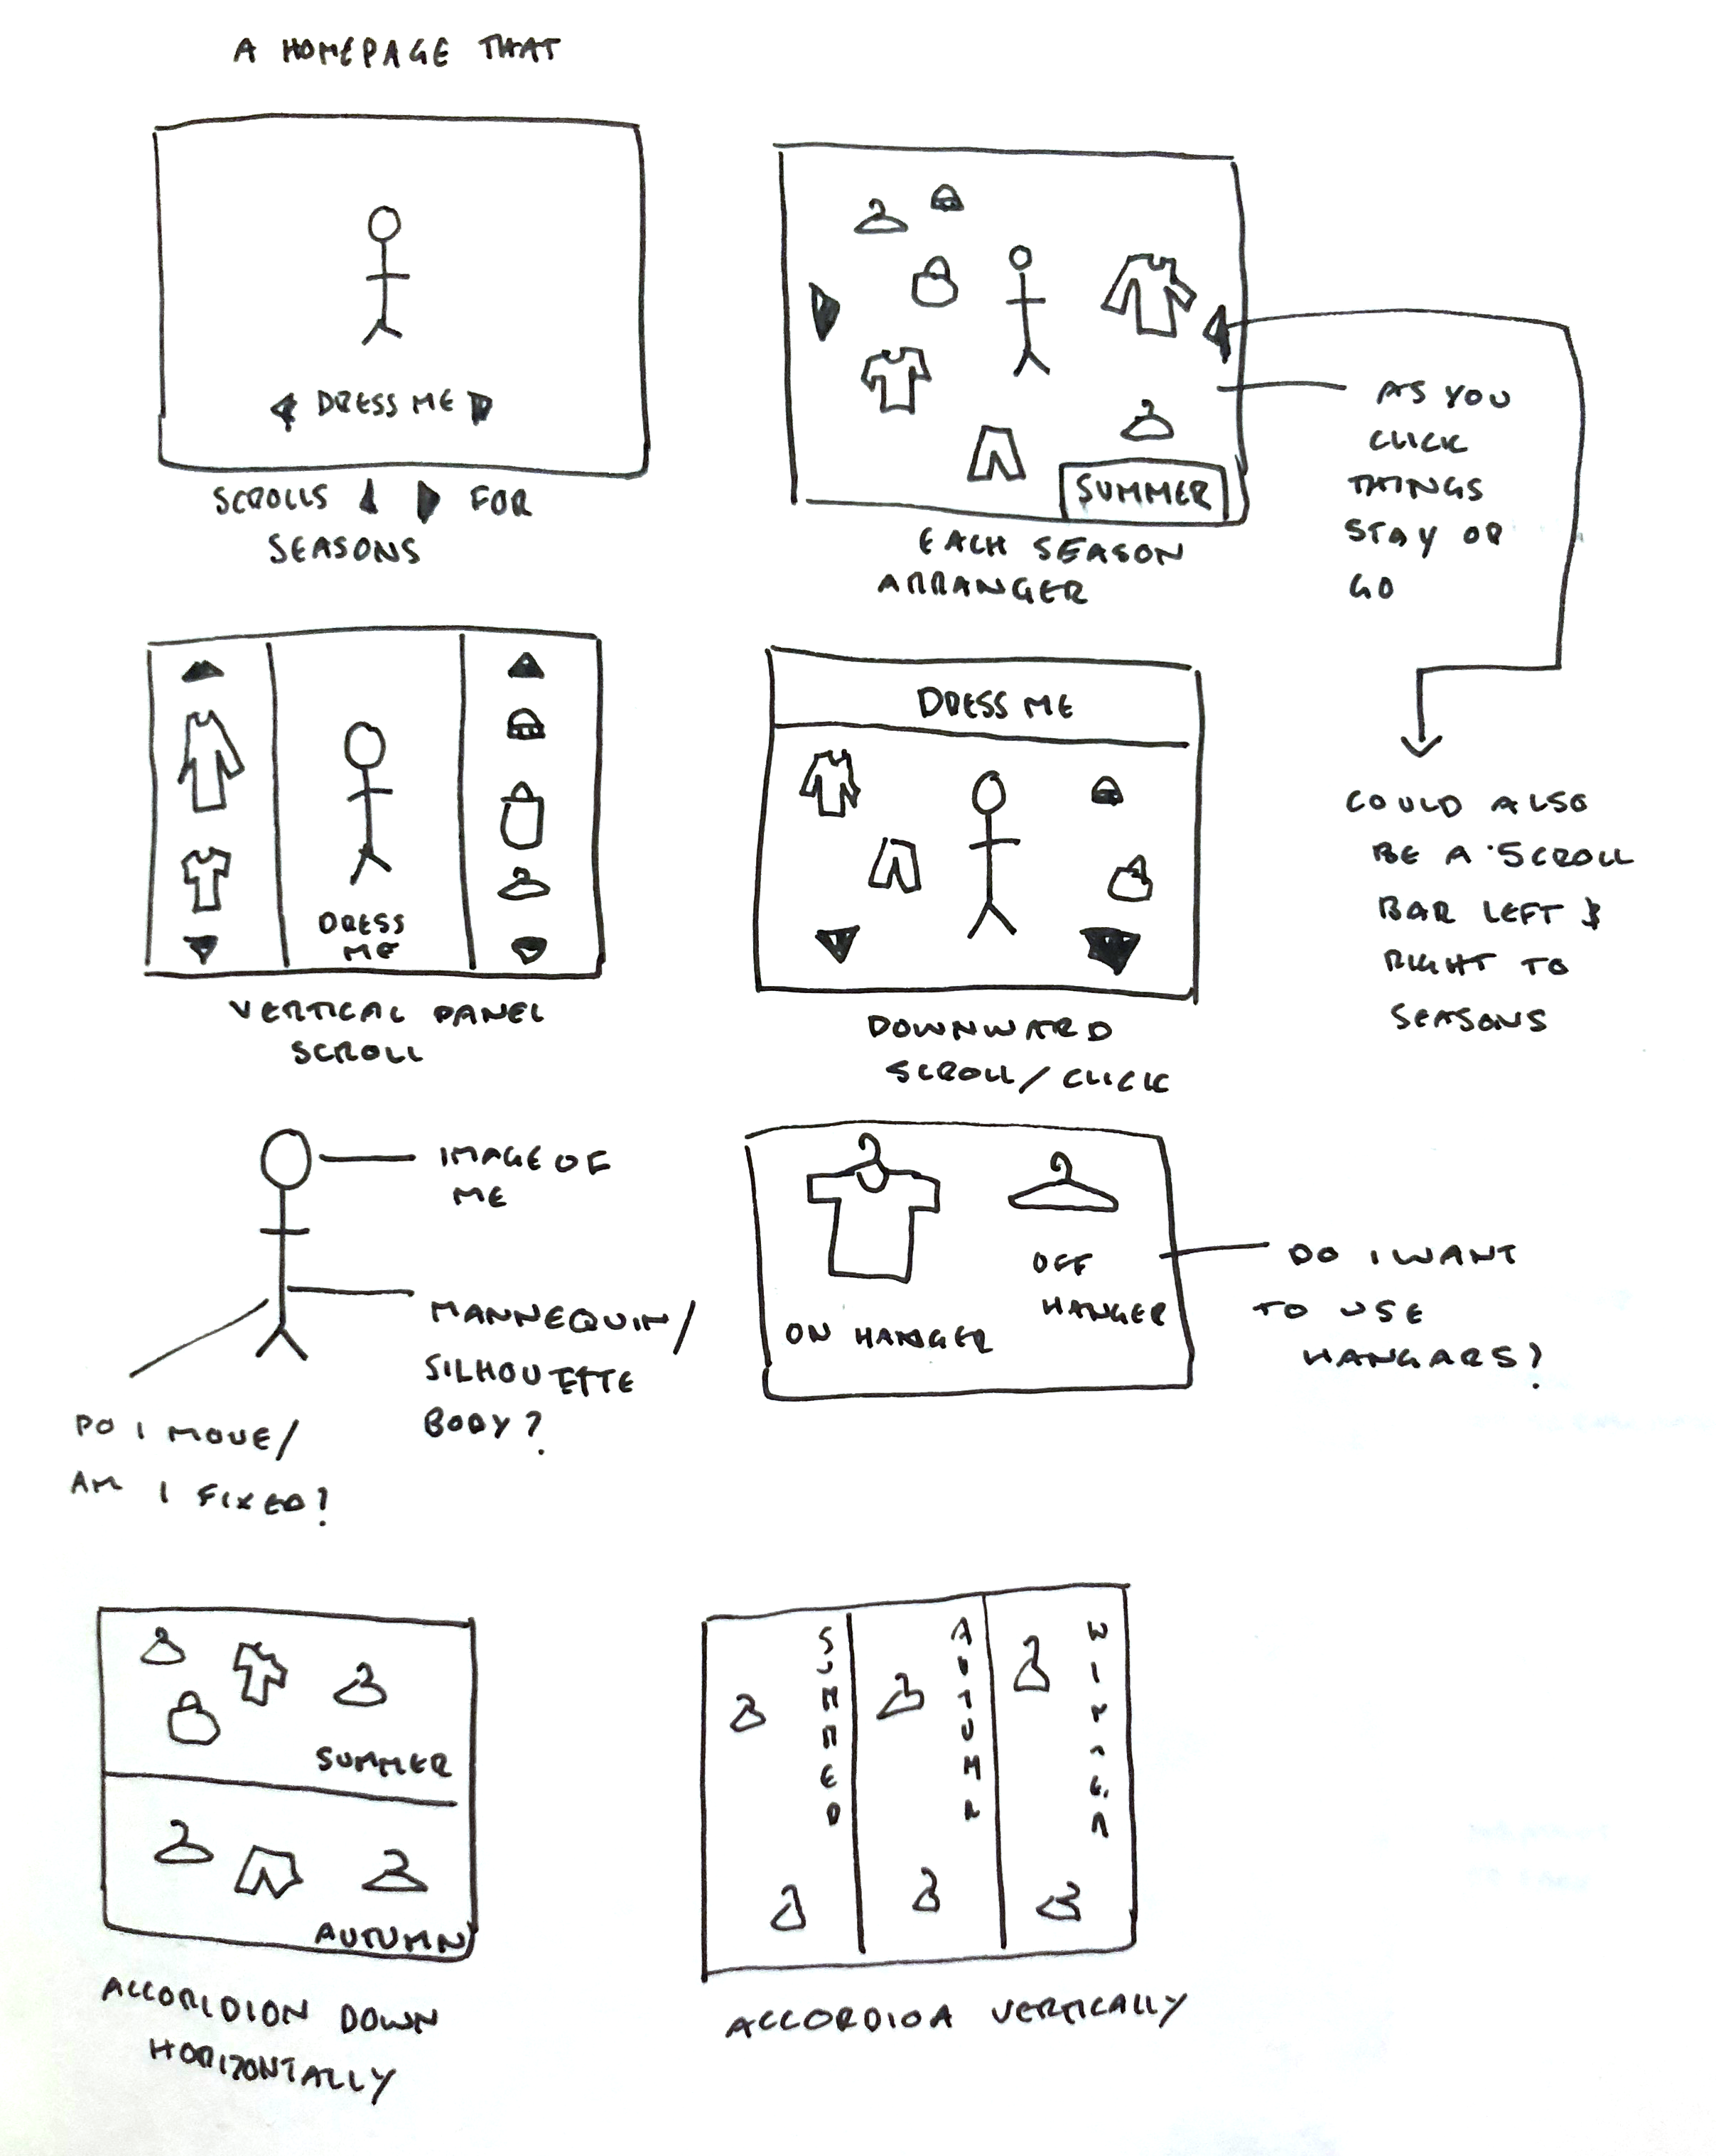 A HOMEPAGE THAT
DRESS ME
SCROLLS FOR
SEASONS
SUMMER
EACH SEASON
ARRANGER
AS YOU
CLICK
THINGS
STAY OR
GO
DRESS
ME
VERTICAL PANEL
SCROLL
DRESS ME
DOWNWARD
SCROLL/CLICK
COULD ALSO
BE A SCROLL
BAR LEFT &
RIGHT TO
SEASONS
IMAGE OF
ME
MANNEQUIN/
SILHOUETTE
BODY?
DO I MOVE/
AM I FIXED?
ON HANGER
OFF
HANGER
DO I WANT
TO USE
HANGARS?
SUMMER
AUTUMN
ACCORIDION DOWN
HORIZONTALLY
SUMMER
AUTUMN
WINTER
ACCORDIOA VERTICALLY